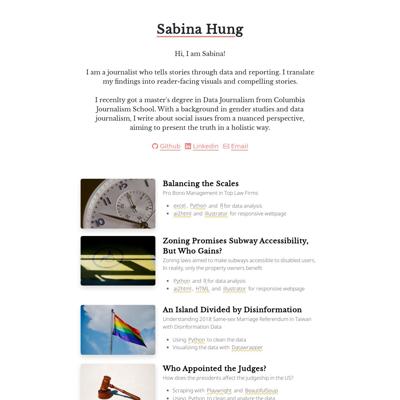 Sabina Hung
Hi, I am Sabina!
I am a journalist who tells stories through data and reporting. I translate
my findings into reader-facing visuals and compelling stories.
I recenlty got a master's degree in Data Journalism from Columbia
Journalism School. With a background in gender studies and data
journalism, I write about social issues from a nuanced perspective,
aiming to present the truth in a holistic way.
Github Linkedin Email
Balancing the Scales
Pro Bono Management in Top Law Firms
excel, Python and R for data analysis
ai2html and illustrator for responsive webpage
Zoning Promises Subway Accessibility,
But Who Gains?
Zoning laws aimed to make subways accessible to disabled users,
In reality, only the property owners benefit
Python and R for data analysis
ai2html, HTML and illustrator for responsive webpage
An Island Divided by Disinformation
Understanding 2018 Same-sex Marriage Referendum in Taiwan
with Disinformation Data
Using Python to clean the data
Visualizing the data with Datawrapper
Who Appointed the Judges?
How does the presidents affect the judgeship in the US?
Scraping with Playwright and BeautifulSoup
Using Python to clean and analyze the data